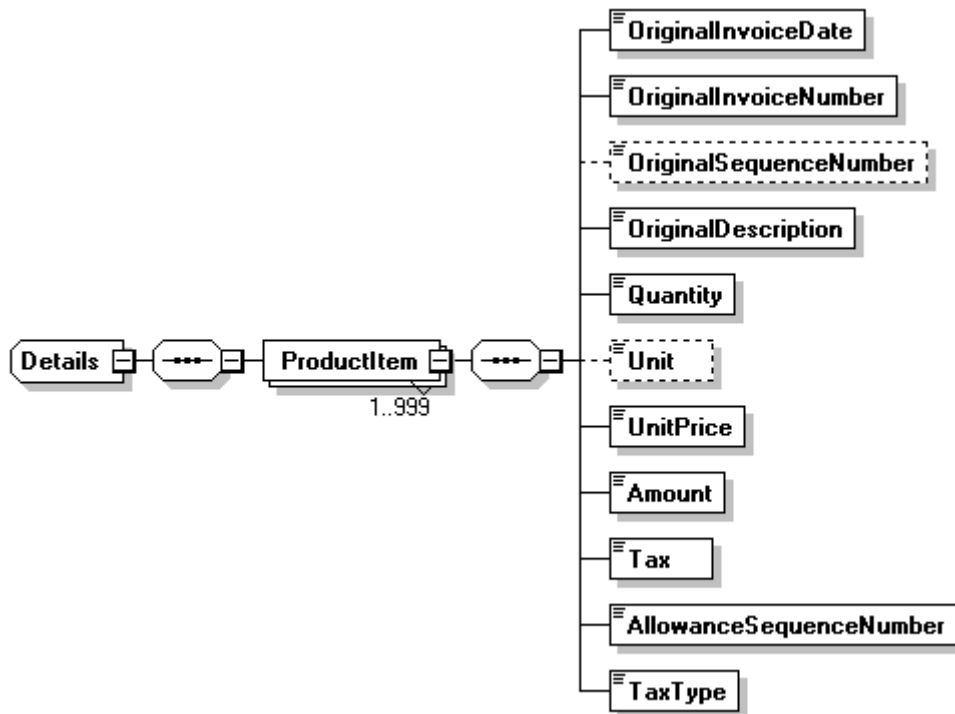 OriginalInvoiceDate
OriginalInvoiceNumber
OriginalSequenceNumber
OriginalDescription
Quantity
Details
ProductItem
1..999
Unit
UnitPrice
Amount
Tax
AllowanceSequenceNumber
TaxType